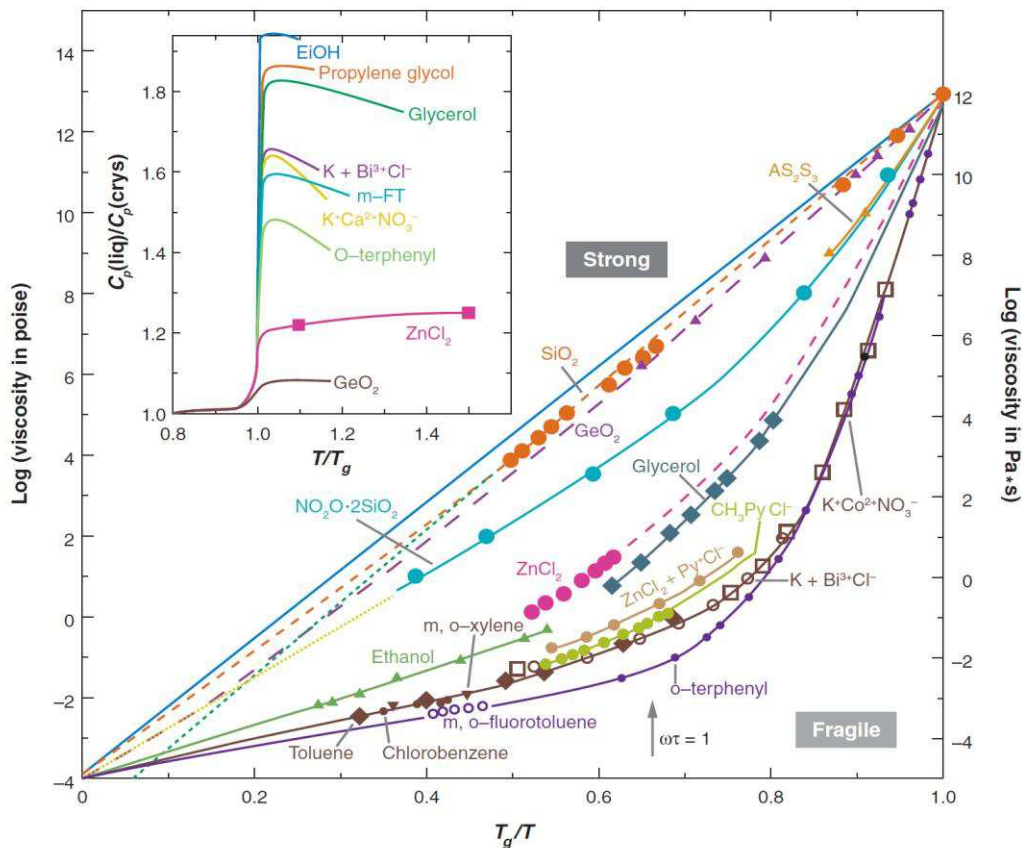 14
12
10
8
6
4
2
0
−2
−4
Log (viscosity in poise)
1.8
1.6
1.4
1.2
1.0
Cp(liq)/Cp(crys)
0.8
1.0
1.2
1.4
T/Tg
EiOH
Propylene glycol
Glycerol
K + Bi³⁺Cl⁻
m–FT
K⁺Ca²⁺NO₃⁻
O–terphenyl
ZnCl₂
GeO₂
Strong
AS₂S₃
SiO₂
GeO₂
NO₂O·2SiO₂
Glycerol
CH₃Py Cl⁻
K⁺Co²⁺NO₃⁻
ZnCl₂
ZnCl₂ + Py⁺Cl⁻
K + Bi³⁺Cl⁻
m, o–xylene
Ethanol
o–terphenyl
m, o–fluorotoluene
Toluene
Chlorobenzene
ωτ = 1
Fragile
12
10
8
6
4
2
0
−2
−4
Log (viscosity in Pa*s)
0
0.2
0.4
0.6
0.8
1.0
Tg/T